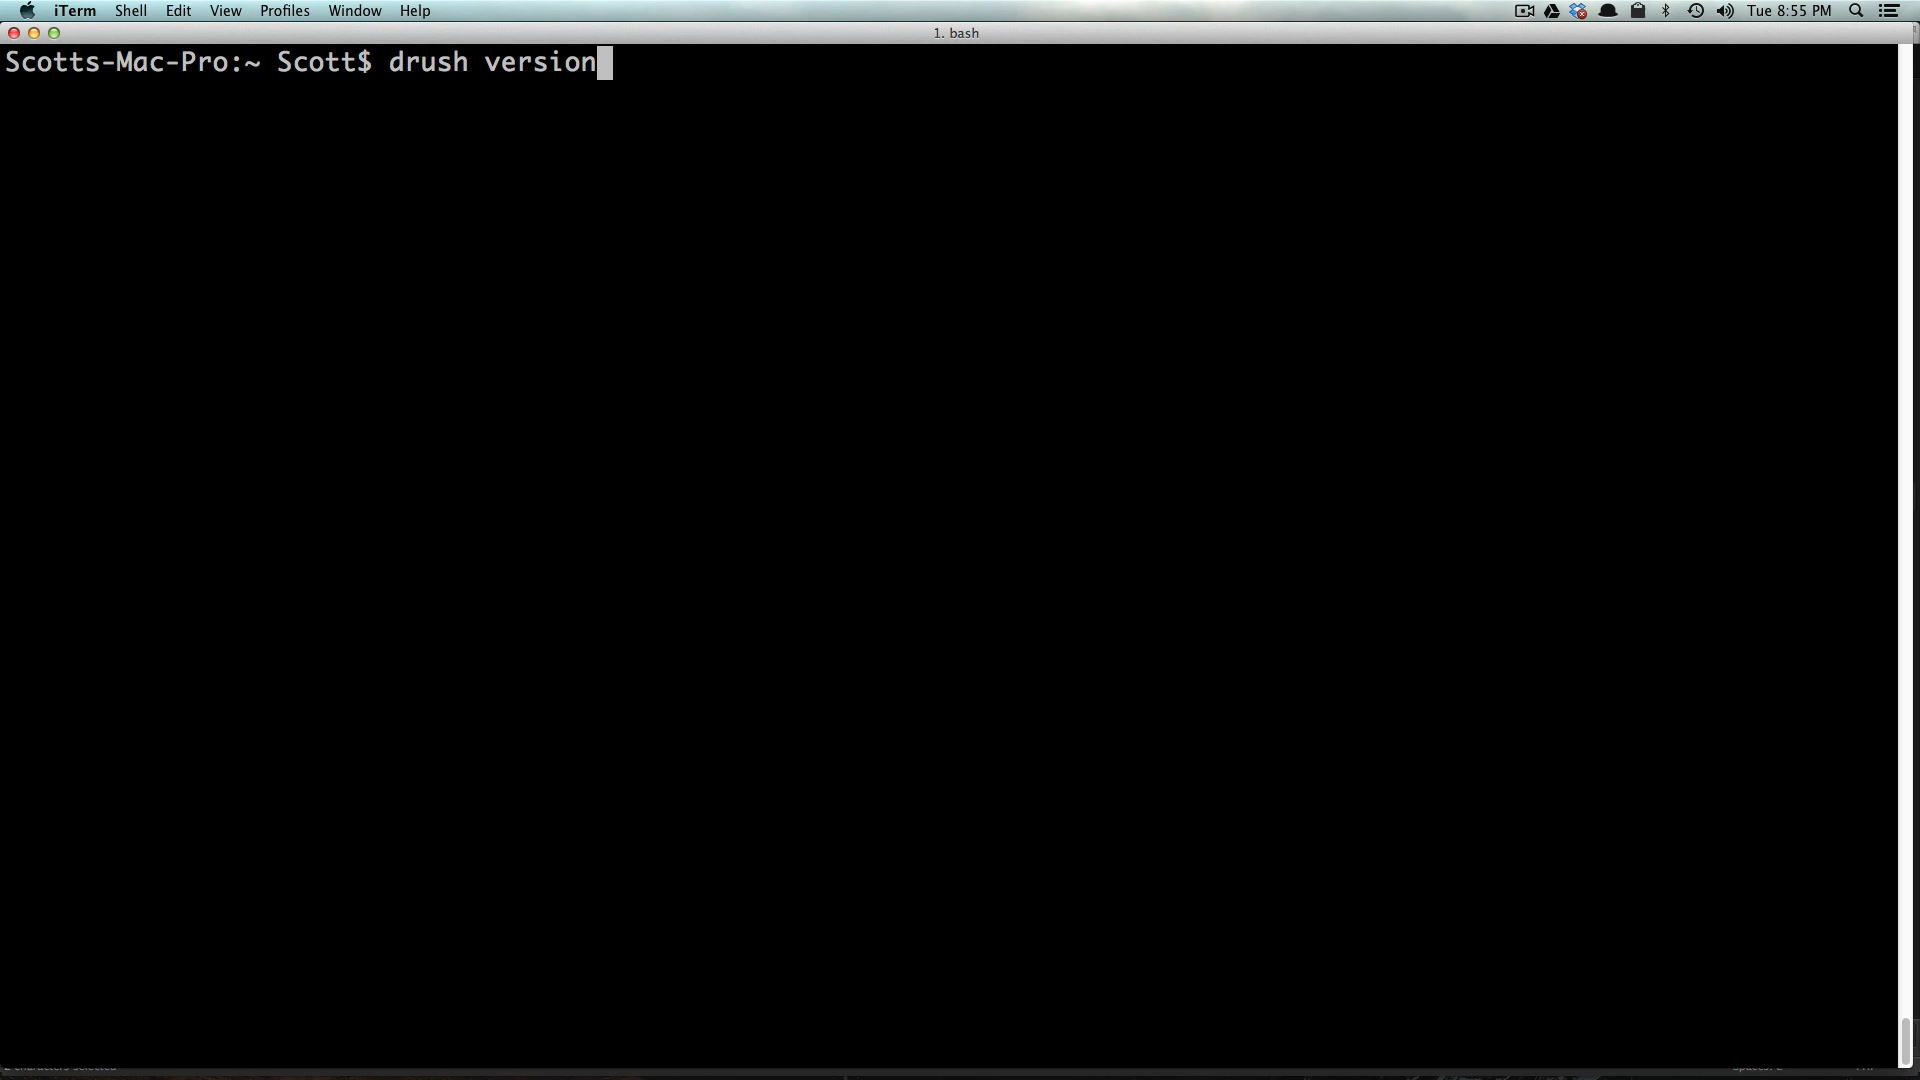 iTerm Shell Edit View Profiles Window Help Tue 8:55 PM
1. bash
Scotts-Mac-Pro:~ Scott$ drush version